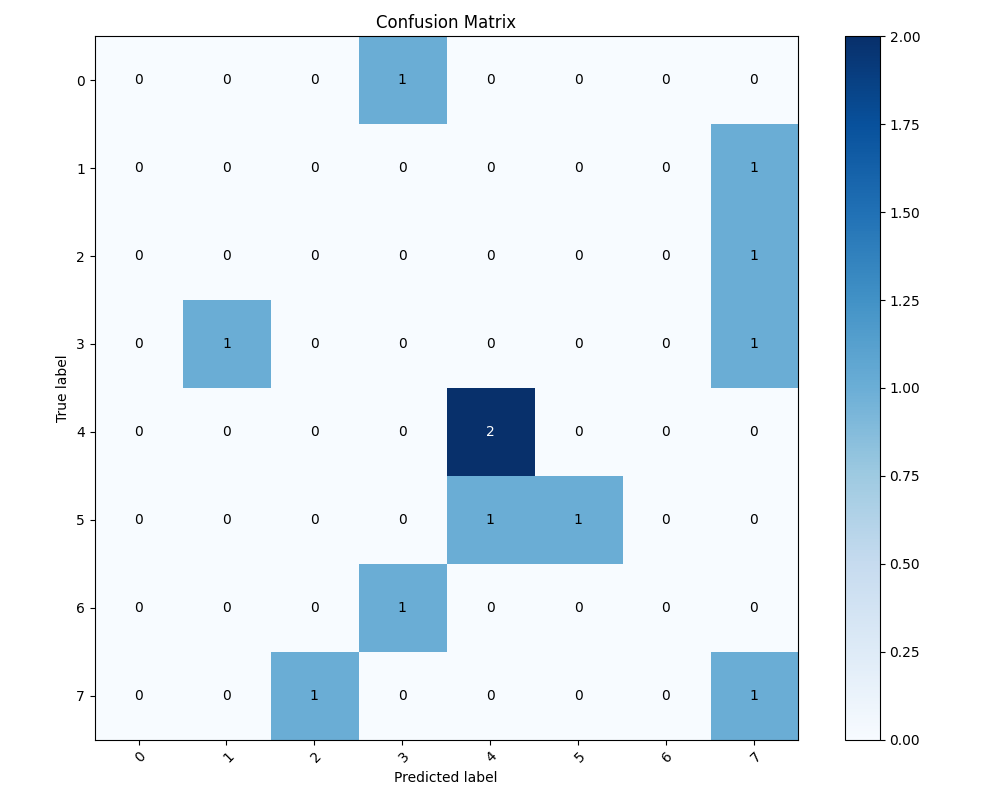 Confusion Matrix
0 0 0 0 1 0 0 0 0
1 0 0 0 0 0 0 0 1
2 0 0 0 0 0 0 0 1
3 0 1 0 0 0 0 0 1
4 0 0 0 0 2 0 0 0
5 0 0 0 0 1 1 0 0
6 0 0 0 1 0 0 0 0
7 0 0 1 0 0 0 0 1
0 1 2 3 4 5 6 7
True label
Predicted label
2.00
1.75
1.50
1.25
1.00
0.75
0.50
0.25
0.00